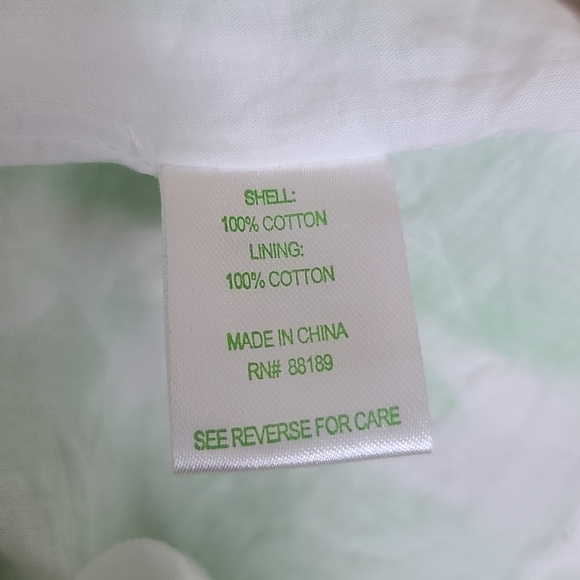 SHELL:
100% COTTON
LINING:
100% COTTON
MADE IN CHINA
RN# 88189
SEE REVERSE FOR CARE